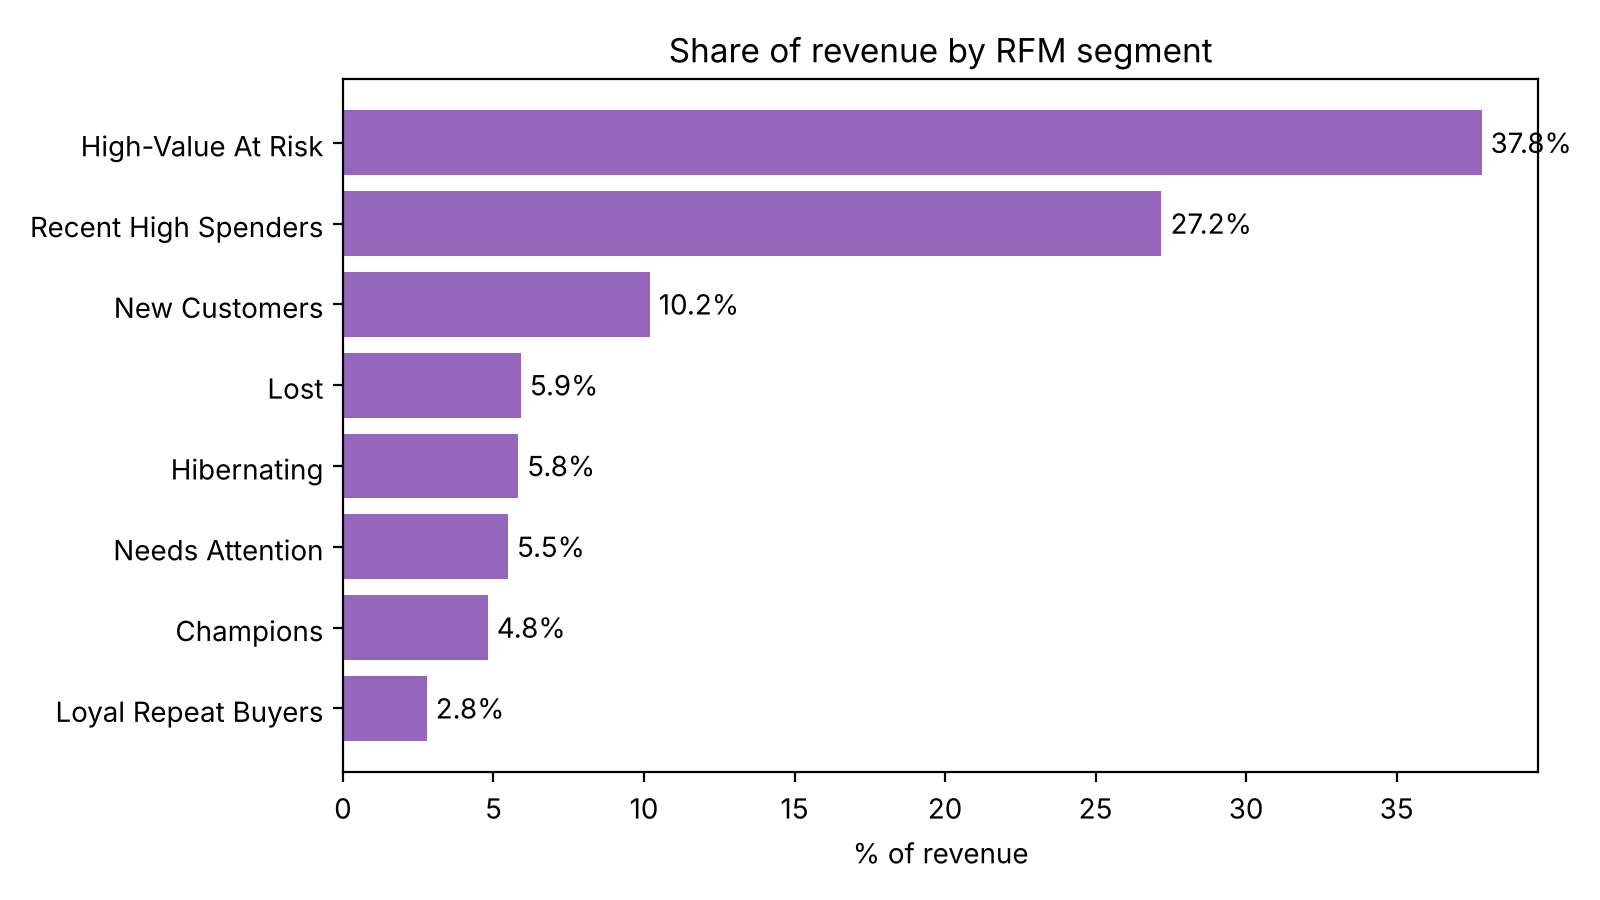 Share of revenue by RFM segment
High-Value At Risk 37.8%
Recent High Spenders 27.2%
New Customers 10.2%
Lost 5.9%
Hibernating 5.8%
Needs Attention 5.5%
Champions 4.8%
Loyal Repeat Buyers 2.8%
0 5 10 15 20 25 30 35
% of revenue